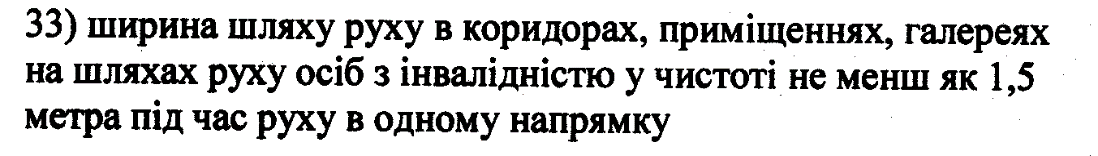 33) ширина шляху руху в коридорах, приміщеннях, галереях
на шляхах руху осіб з інвалідністю у чистоті не менш як 1,5
метра під час руху в одному напрямку